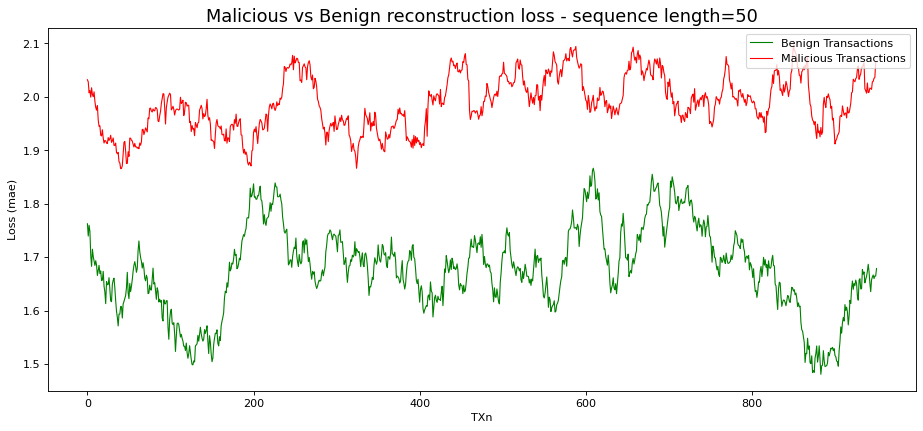 Malicious vs Benign reconstruction loss - sequence length=50
Benign Transactions
Malicious Transactions
Loss (mae)
2.1
2.0
1.9
1.8
1.7
1.6
1.5
0
200
400
600
800
TXn